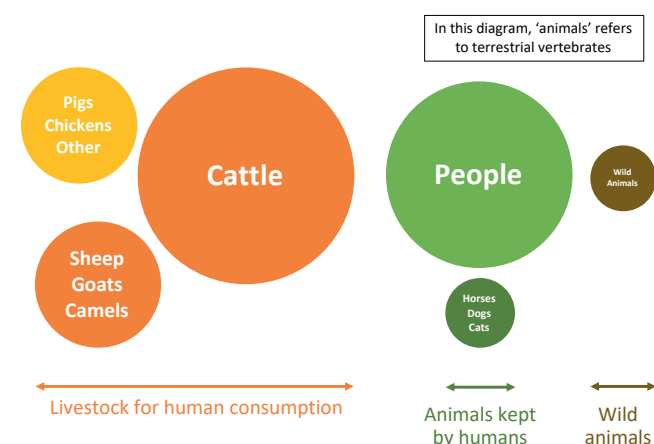 In this diagram, ‘animals’ refers
to terrestrial vertebrates
Pigs
Chickens
Other
Cattle
People
Wild
Animals
Sheep
Goats
Camels
Horses
Dogs
Cats
Livestock for human consumption
Animals kept
by humans
Wild
animals